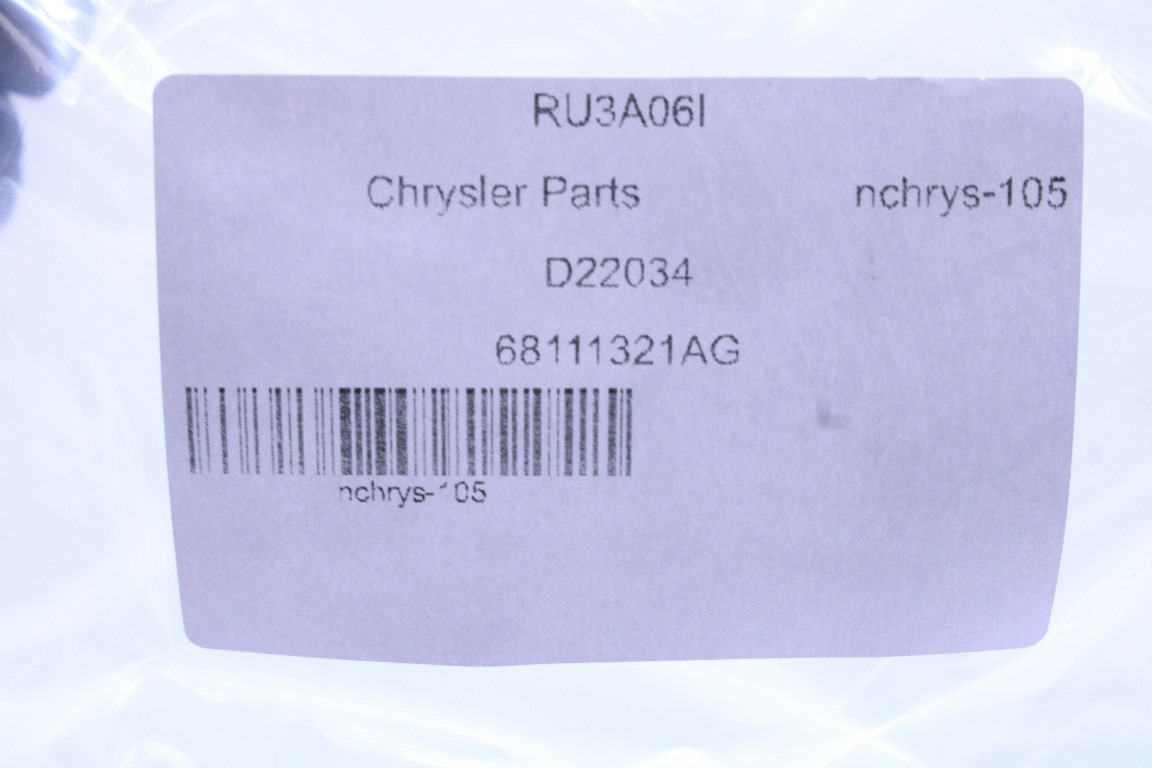 RU3A06I
Chrysler Parts nchrys-105
D22034
68111321AG
nchrys-105